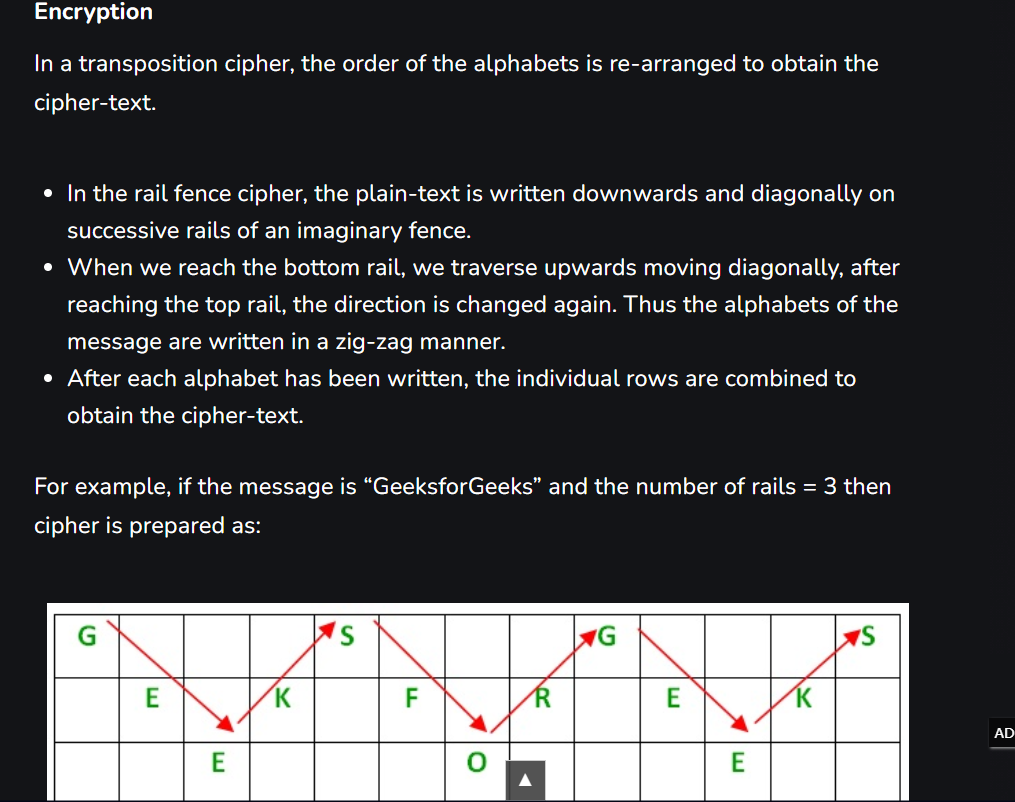 Encryption
In a transposition cipher, the order of the alphabets is re-arranged to obtain the
cipher-text.
• In the rail fence cipher, the plain-text is written downwards and diagonally on
successive rails of an imaginary fence.
• When we reach the bottom rail, we traverse upwards moving diagonally, after
reaching the top rail, the direction is changed again. Thus the alphabets of the
message are written in a zig-zag manner.
• After each alphabet has been written, the individual rows are combined to
obtain the cipher-text.
For example, if the message is “GeeksforGeeks” and the number of rails = 3 then
cipher is prepared as:
G S G S
E K F R E K
E O E
AD